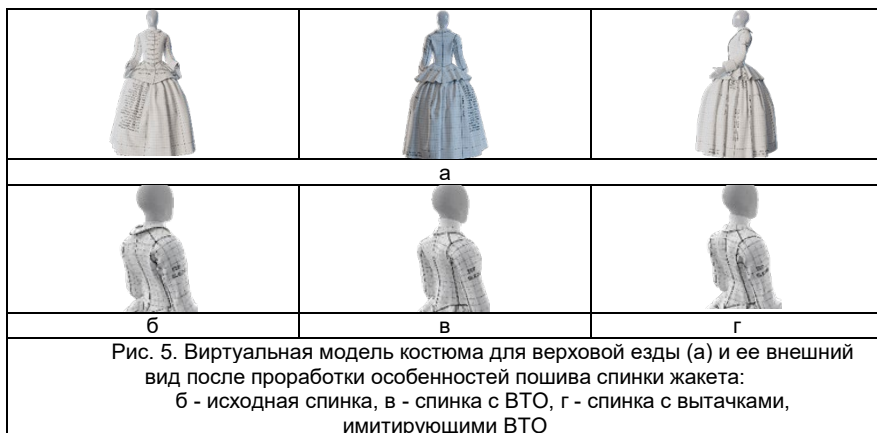 а
б в г
Рис. 5. Виртуальная модель костюма для верховой езды (а) и ее внешний
вид после проработки особенностей пошива спинки жакета:
б - исходная спинка, в - спинка с ВТО, г - спинка с вытачками,
имитирующими ВТО